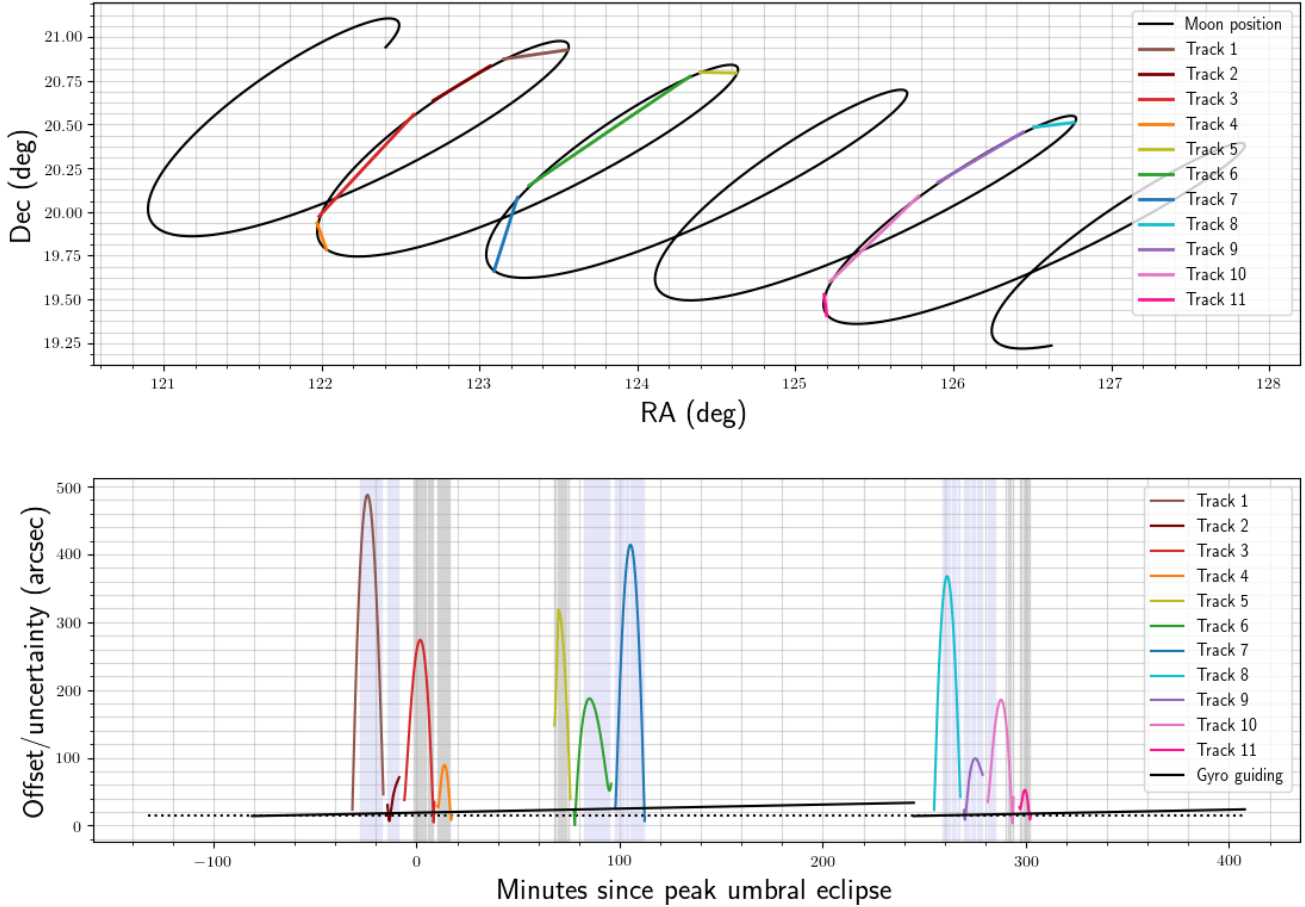 21.00
20.75
20.50
20.25
20.00
19.75
19.50
19.25
Dec (deg)
121
122
123
124
125
126
127
128
RA (deg)
Moon position
Track 1
Track 2
Track 3
Track 4
Track 5
Track 6
Track 7
Track 8
Track 9
Track 10
Track 11
500
400
300
200
100
0
Offset/uncertainty (arcsec)
−100
0
100
200
300
400
Minutes since peak umbral eclipse
Track 1
Track 2
Track 3
Track 4
Track 5
Track 6
Track 7
Track 8
Track 9
Track 10
Track 11
Gyro guiding